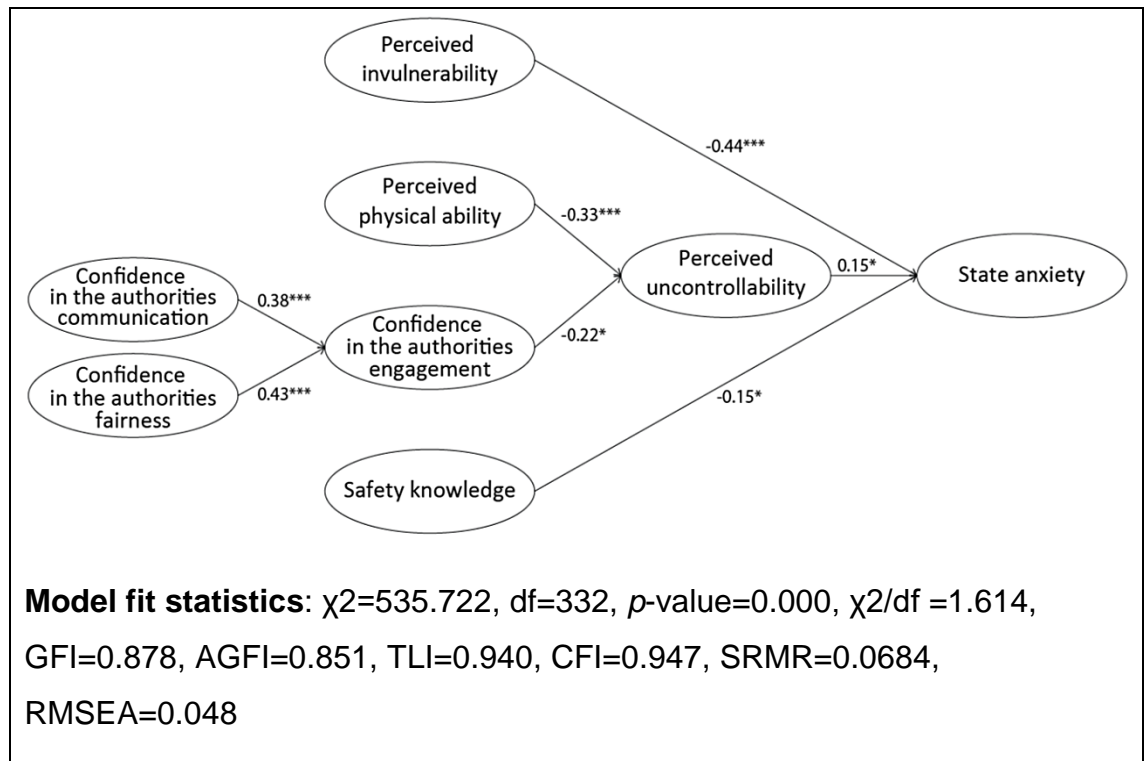 Perceived
invulnerability
-0.44***
Perceived
physical ability
-0.33***
Perceived
uncontrollability
0.15*
State anxiety
Confidence
in the authorities
communication
0.38***
Confidence
in the authorities
engagement
-0.22*
Confidence
in the authorities
fairness
0.43***
-0.15*
Safety knowledge
Model fit statistics: χ2=535.722, df=332, p-value=0.000, χ2/df =1.614,
GFI=0.878, AGFI=0.851, TLI=0.940, CFI=0.947, SRMR=0.0684,
RMSEA=0.048